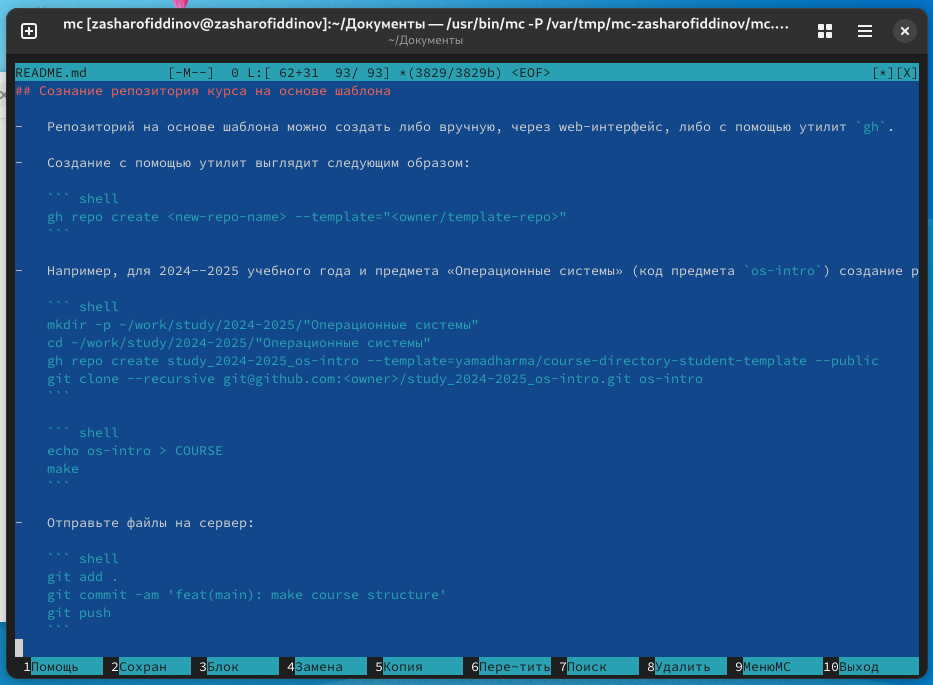 mc [zasharofiddinov@zasharofiddinov]:~/Документы — /usr/bin/mc -P /var/tmp/mc-zasharofiddinov/mc....
~/Документы
README.md [-M--] 0 L:[ 62+31 93/ 93] *(3829/3829b) <EOF> [*][X]
## Сознание репозитория курса на основе шаблона
- Репозиторий на основе шаблона можно создать либо вручную, через web-интерфейс, либо с помощью утилит `gh`.
- Создание с помощью утилит выглядит следующим образом:
``` shell
gh repo create <new-repo-name> --template="<owner/template-repo>"
```
- Например, для 2024--2025 учебного года и предмета «Операционные системы» (код предмета `os-intro`) создание р
``` shell
mkdir -p ~/work/study/2024-2025/"Операционные системы"
cd ~/work/study/2024-2025/"Операционные системы"
gh repo create study_2024-2025_os-intro --template=yamadharma/course-directory-student-template --public
git clone --recursive git@github.com:<owner>/study_2024-2025_os-intro.git os-intro
```
``` shell
echo os-intro > COURSE
make
```
- Отправьте файлы на сервер:
``` shell
git add .
git commit -am 'feat(main): make course structure'
git push
```
1Помощь 2Сохран 3Блок 4Замена 5Копия 6Пере~тить 7Поиск 8Удалить 9МенюMC 10Выход